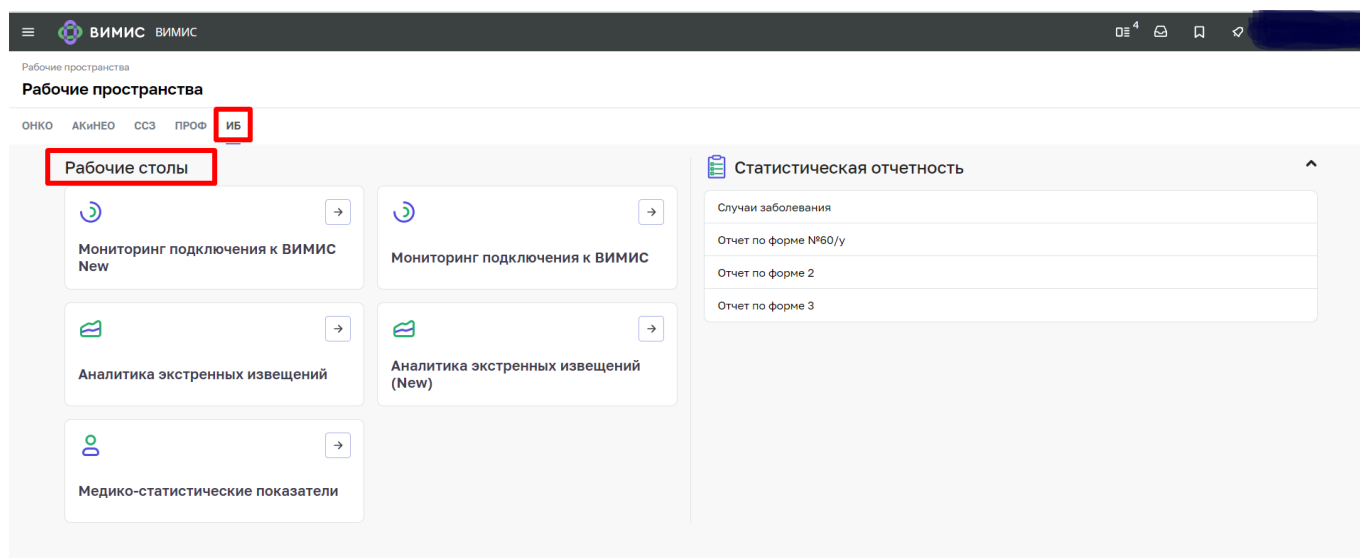 ВИМИС ВИМИС
4
Рабочие пространства
Рабочие пространства
ОНКО АКиНЕО ССЗ ПРОФ ИБ
Рабочие столы
Мониторинг подключения к ВИМИС
New
Мониторинг подключения к ВИМИС
Аналитика экстренных извещений
Аналитика экстренных извещений
(New)
Медико-статистические показатели
Статистическая отчетность
Случаи заболевания
Отчет по форме №60/у
Отчет по форме 2
Отчет по форме 3